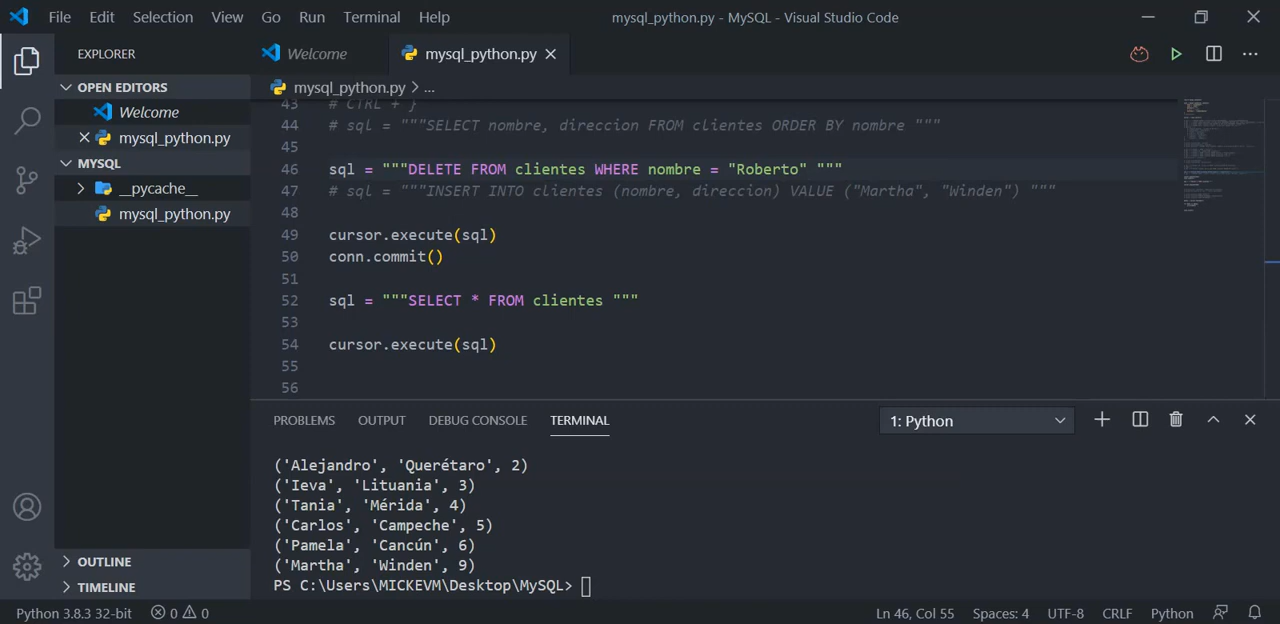 File Edit Selection View Go Run Terminal Help mysql_python.py - MySQL - Visual Studio Code
EXPLORER
OPEN EDITORS
Welcome
mysql_python.py
MYSQL
__pycache__
mysql_python.py
OUTLINE
TIMELINE
Welcome mysql_python.py
mysql_python.py > ...
43 # CTRL + }
44 # sql = """SELECT nombre, direccion FROM clientes ORDER BY nombre """
45
46 sql = """DELETE FROM clientes WHERE nombre = "Roberto" """
47 # sql = """INSERT INTO clientes (nombre, direccion) VALUE ("Martha", "Winden") """
48
49 cursor.execute(sql)
50 conn.commit()
51
52 sql = """SELECT * FROM clientes """
53
54 cursor.execute(sql)
55
56
PROBLEMS OUTPUT DEBUG CONSOLE TERMINAL 1: Python
('Alejandro', 'Querétaro', 2)
('Ieva', 'Lituania', 3)
('Tania', 'Mérida', 4)
('Carlos', 'Campeche', 5)
('Pamela', 'Cancún', 6)
('Martha', 'Winden', 9)
PS C:\Users\MICKEVM\Desktop\MySQL>
Python 3.8.3 32-bit 0 0 Ln 46, Col 55 Spaces: 4 UTF-8 CRLF Python